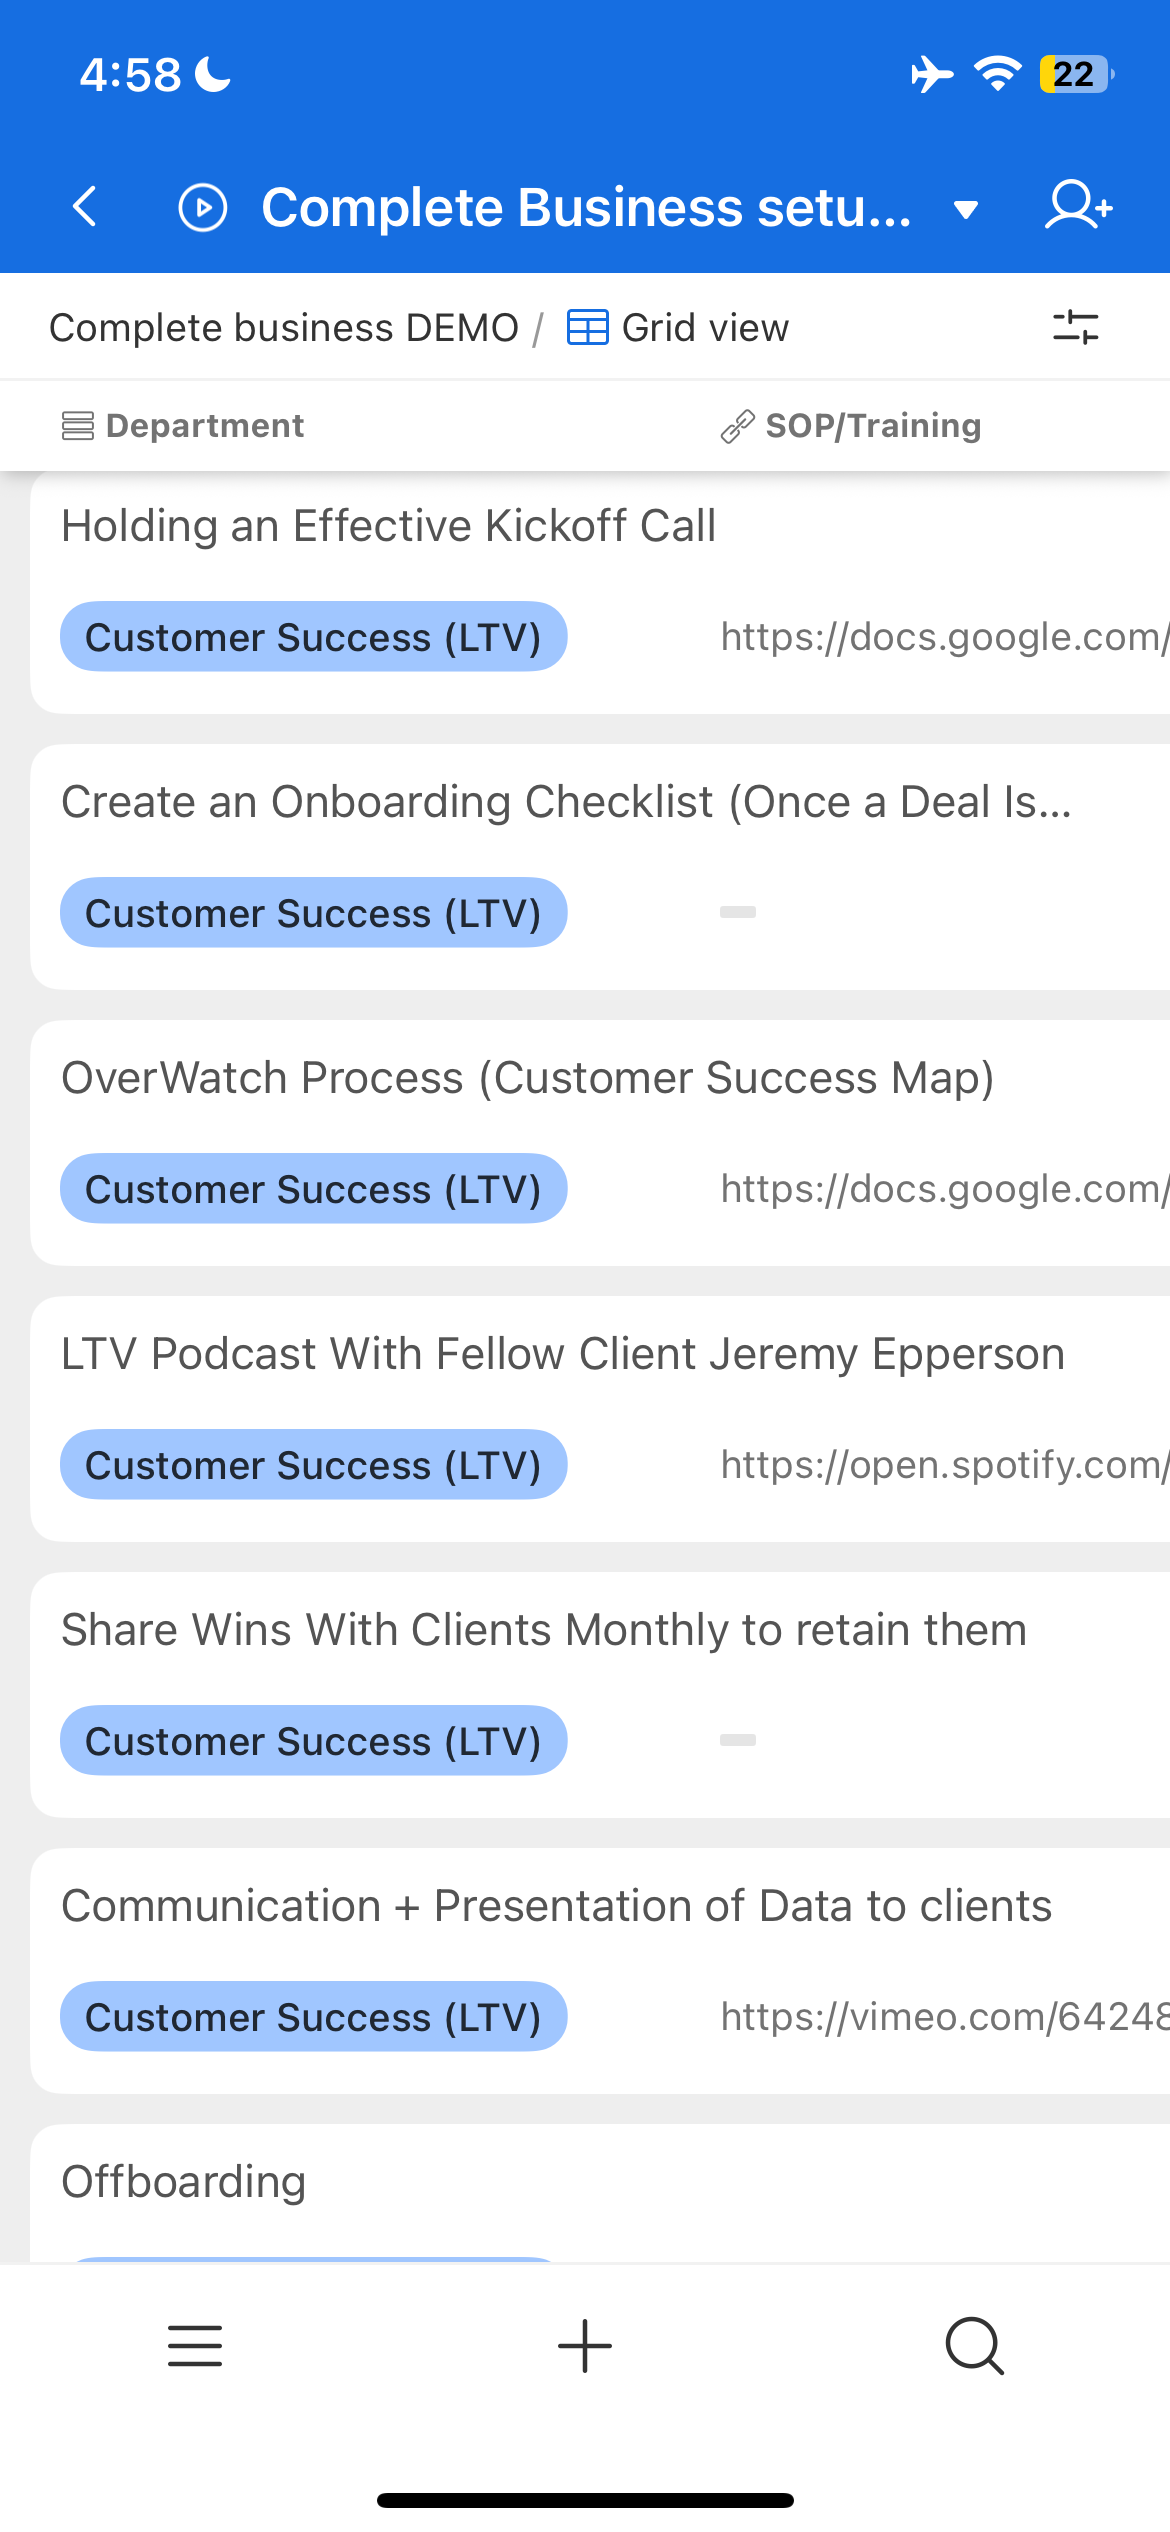 4:58
22
Complete Business setu...
Complete business DEMO / Grid view
Department SOP/Training
Holding an Effective Kickoff Call
Customer Success (LTV) https://docs.google.com/
Create an Onboarding Checklist (Once a Deal Is...
Customer Success (LTV)
OverWatch Process (Customer Success Map)
Customer Success (LTV) https://docs.google.com/
LTV Podcast With Fellow Client Jeremy Epperson
Customer Success (LTV) https://open.spotify.com/
Share Wins With Clients Monthly to retain them
Customer Success (LTV)
Communication + Presentation of Data to clients
Customer Success (LTV) https://vimeo.com/64248
Offboarding